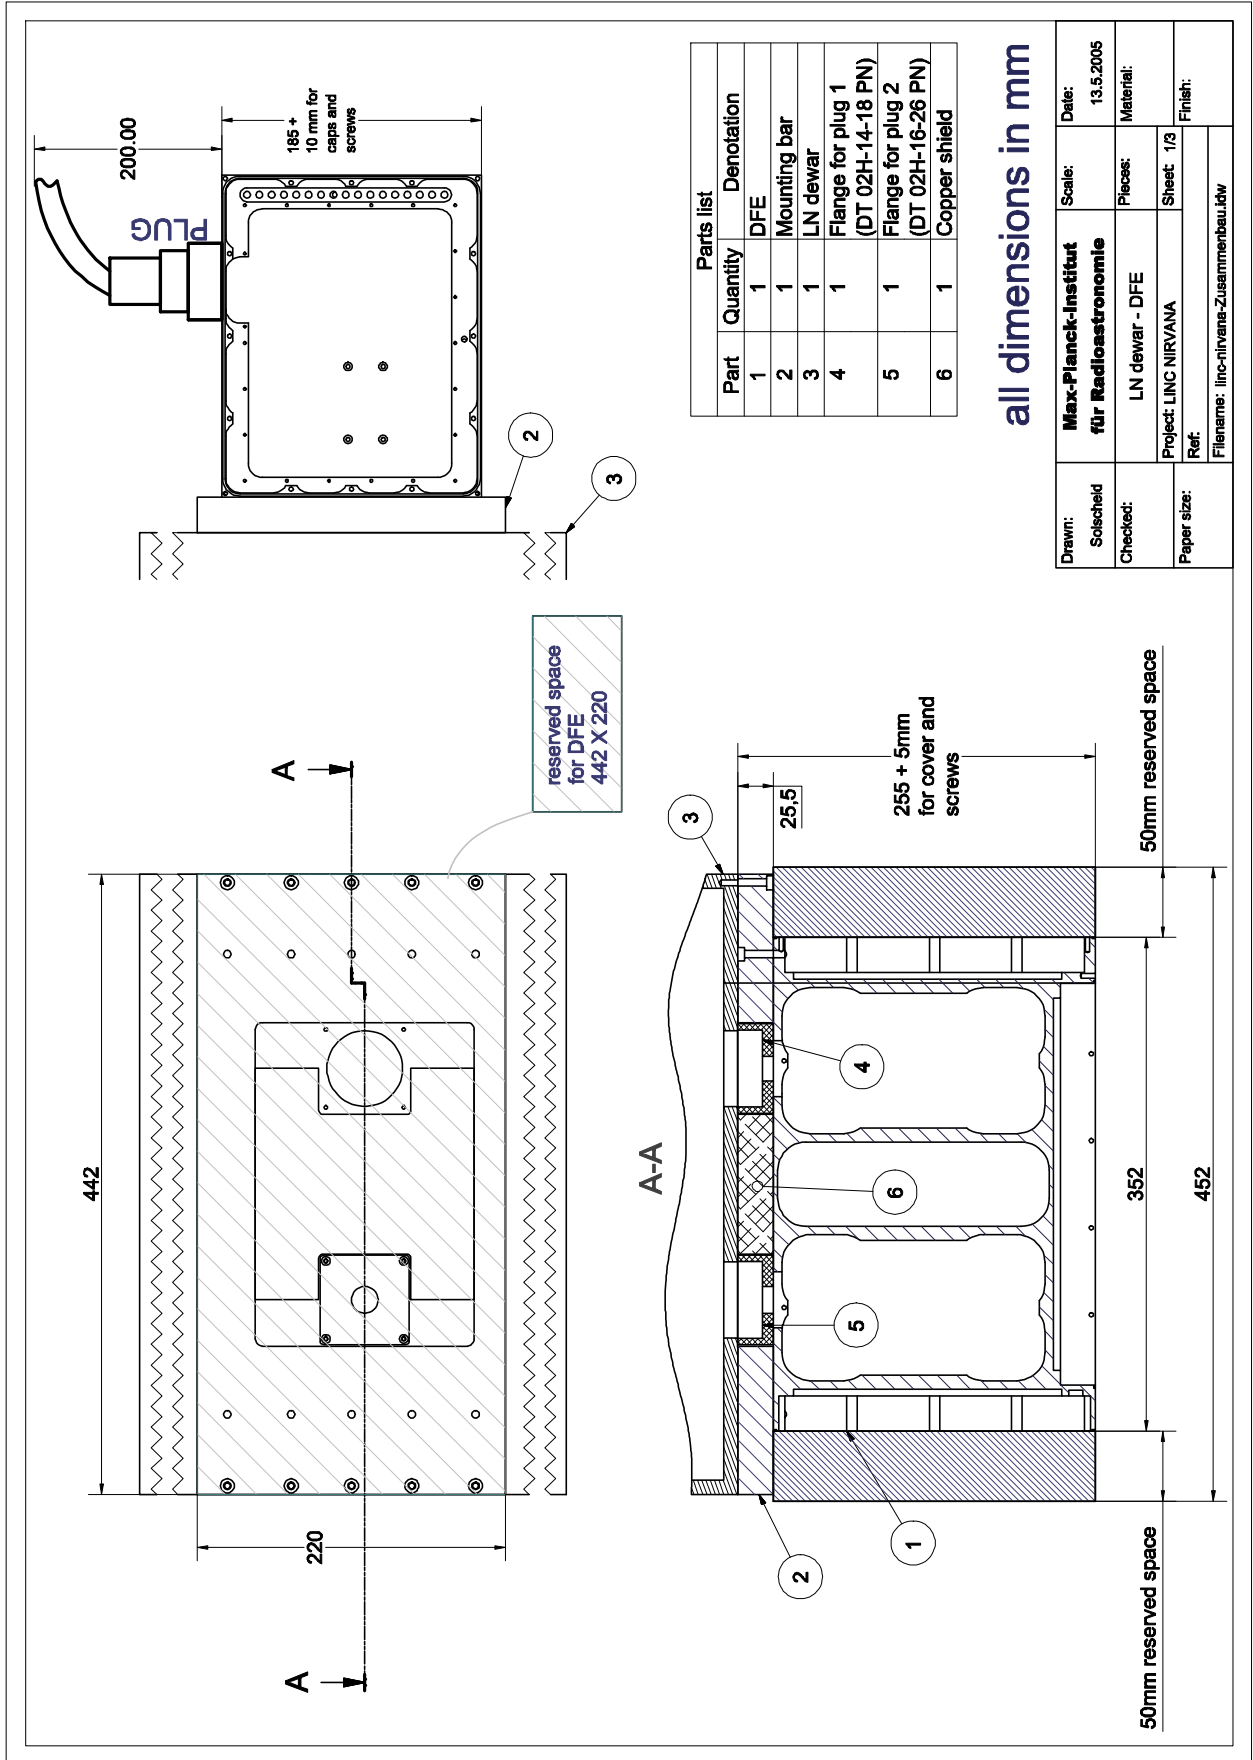 A
A
442
220
reserved space
for DFE
442 X 220
PLUG
200.00
185 +
10 mm for
caps and
screws
2
3
A-A
1
2
3
4
5
6
25,5
255 + 5mm
for cover and
screws
50mm reserved space
50mm reserved space
352
452
Parts list
Part Quantity Denotation
1 1 DFE
2 1 Mounting bar
3 1 LN dewar
4 1 Flange for plug 1
(DT 02H-14-18 PN)
5 1 Flange for plug 2
(DT 02H-16-26 PN)
6 1 Copper shield
all dimensions in mm
Drawn:
Solscheid
Checked:
Paper size:
Max-Planck-Institut
für Radioastronomie
LN dewar - DFE
Project: LINC NIRVANA
Ref:
Filename: linc-nirvana-Zusammenbau.idw
Scale:
Pieces:
Sheet: 1/3
Date:
13.5.2005
Material:
Finish: